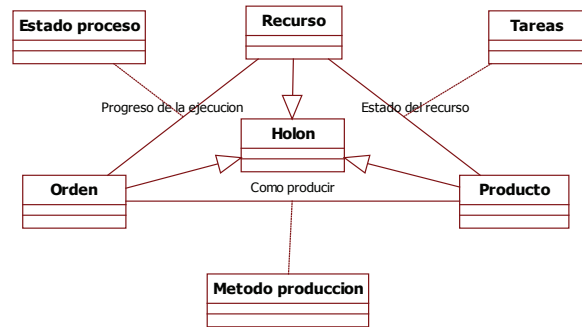 Estado proceso
Recurso
Tareas
Progreso de la ejecucion
Estado del recurso
Holon
Orden
Como producir
Producto
Metodo produccion